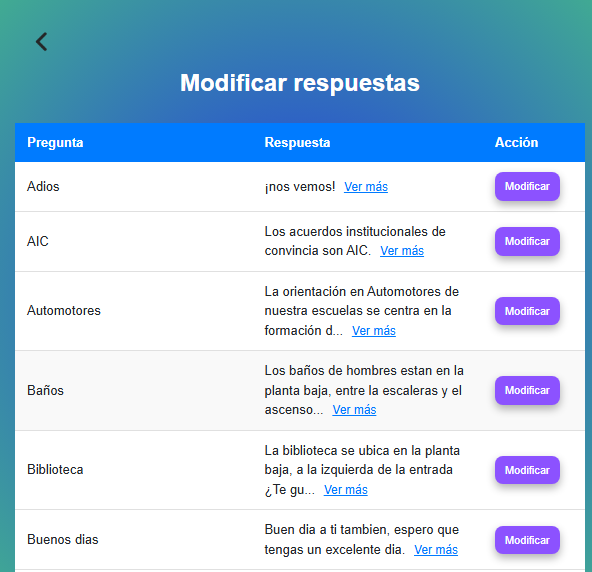 Modificar respuestas
Pregunta Respuesta Acción
Adios ¡nos vemos! Ver más Modificar
AIC
Los acuerdos institucionales de
convincia son AIC. Ver más
Modificar
Automotores
La orientación en Automotores de
nuestra escuelas se centra en la
formación d... Ver más
Modificar
Baños
Los baños de hombres estan en la
planta baja, entre la escaleras y el
ascenso... Ver más
Modificar
Biblioteca
La biblioteca se ubica en la planta
baja, a la izquierda de la entrada
¿Te gu... Ver más
Modificar
Buenos dias
Buen dia a ti tambien, espero que
tengas un excelente dia. Ver más
Modificar